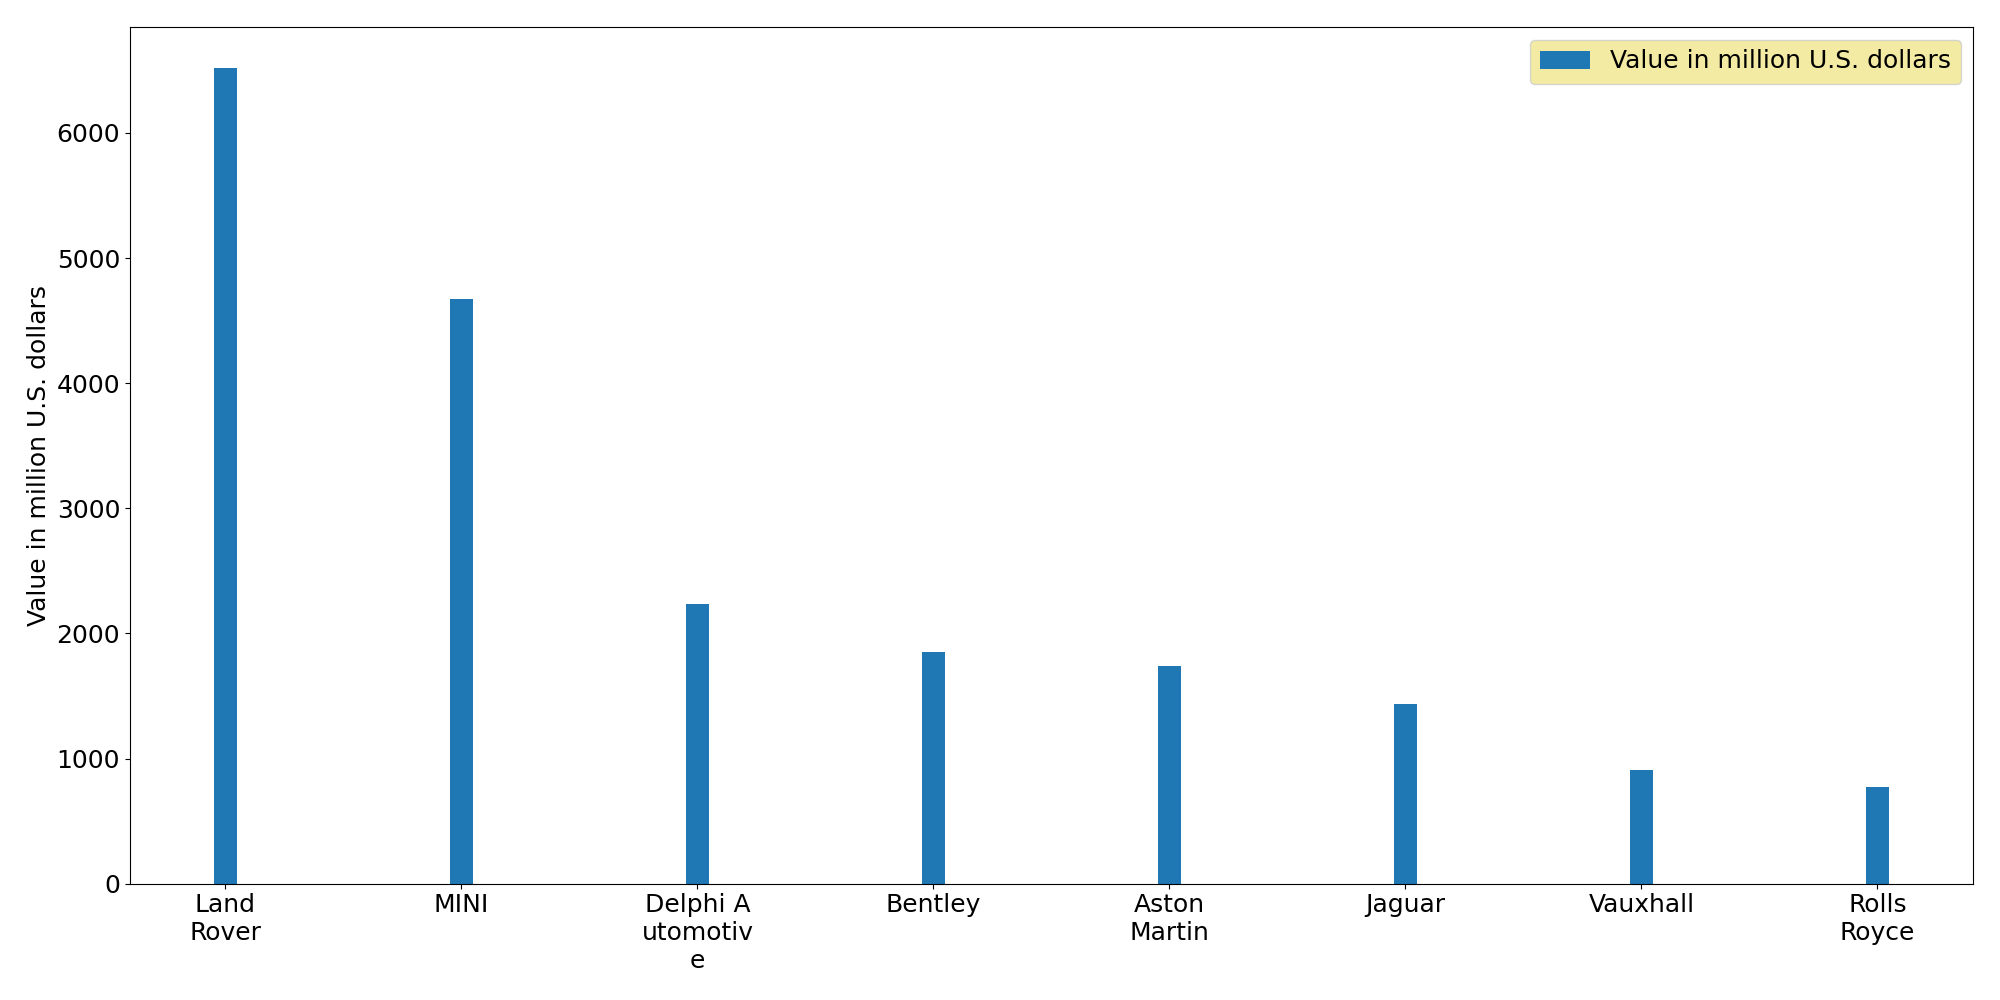 Value in million U.S. dollars
Value in million U.S. dollars
6000
5000
4000
3000
2000
1000
0
Land
Rover
MINI
Delphi A
utomotiv
e
Bentley
Aston
Martin
Jaguar
Vauxhall
Rolls
Royce